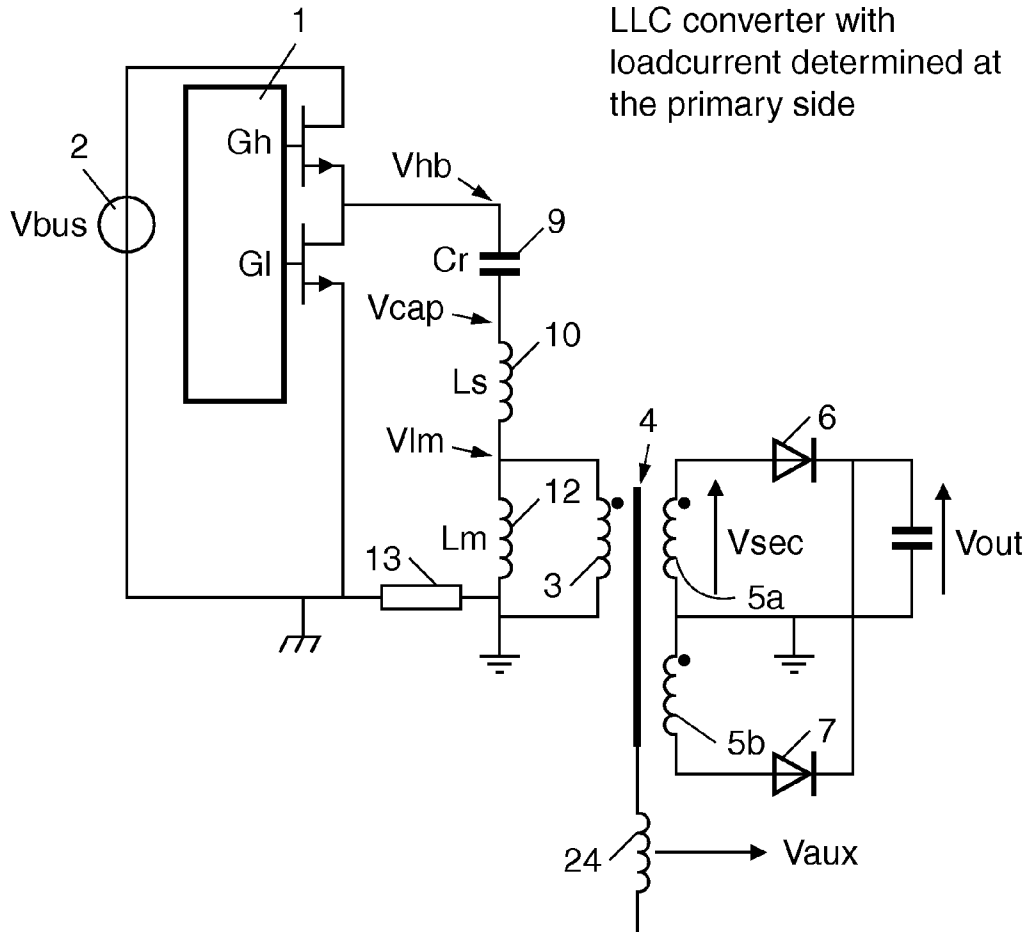 LLC converter with
loadcurrent determined at
the primary side
1
2
Vbus
Gh
Gl
Vhb
9
Cr
Vcap
10
Ls
Vlm
12
Lm
13
3
4
6
Vsec
5a
Vout
5b
7
24
Vaux